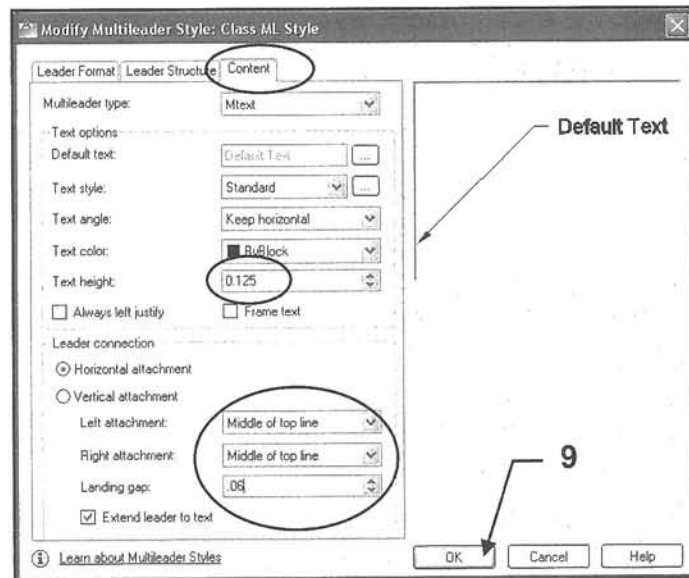 Modify Multileader Style: Class ML Style
Leader Format Leader Structure Content
Multileader type: Mtext
Text options
Default text: Default Text ...
Text style: Standard ...
Text angle: Keep horizontal
Text color: ByBlock
Text height: 0.125
Always left justify Frame text
Leader connection
Horizontal attachment
Vertical attachment
Left attachment: Middle of top line
Right attachment: Middle of top line
Landing gap: .06
Extend leader to text
Learn about Multileader Styles
Default Text
9
OK Cancel Help